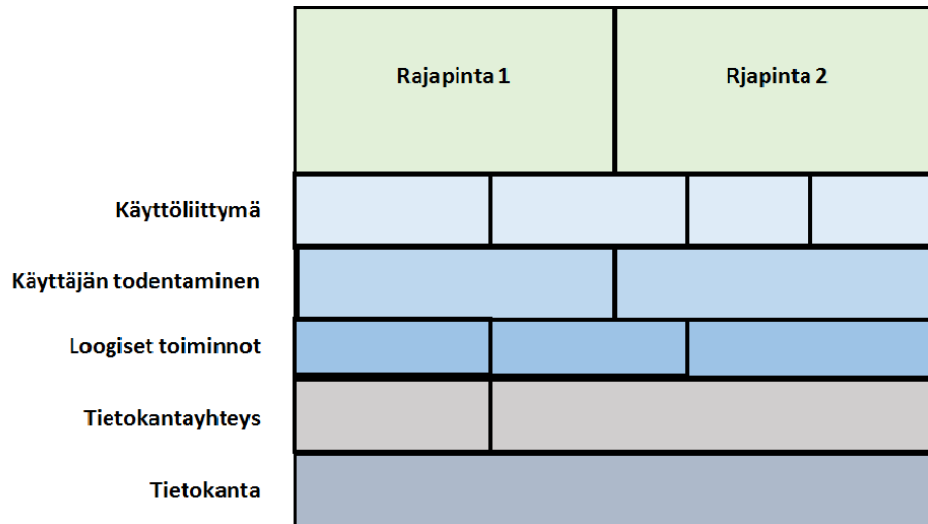 Rajapinta 1
Rjapinta 2
Käyttöliittymä
Käyttäjän todentaminen
Loogiset toiminnot
Tietokantayhteys
Tietokanta